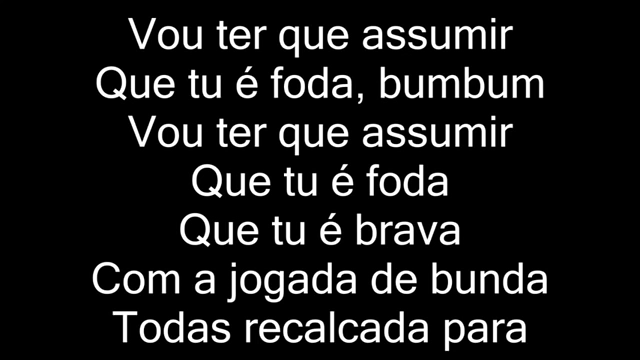 Vou ter que assumir
Que tu é foda, bumbum
Vou ter que assumir
Que tu é foda
Que tu é brava
Com a jogada de bunda
Todas recalcada para